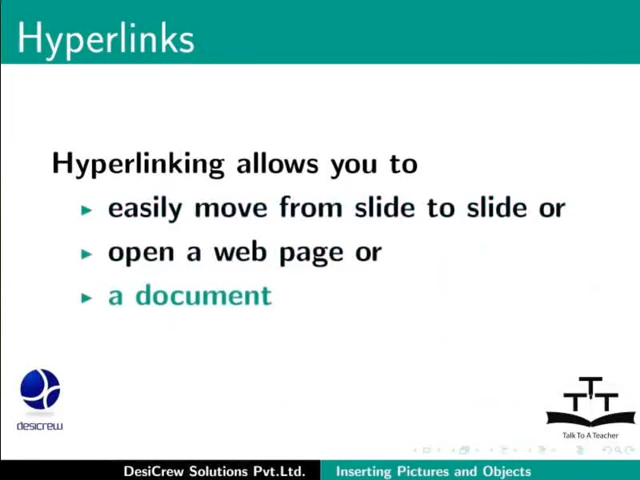 Hyperlinks
Hyperlinking allows you to
easily move from slide to slide or
open a web page or
a document
desicrew
TTT
Talk To A Teacher
DesiCrew Solutions Pvt.Ltd.
Inserting Pictures and Objects